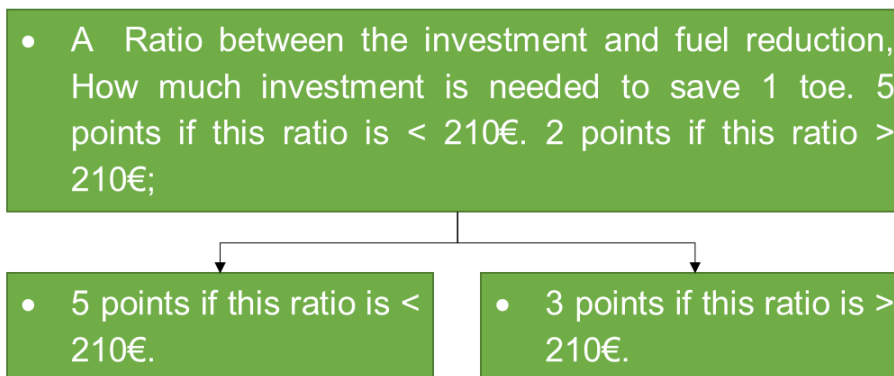 • A Ratio between the investment and fuel reduction,
How much investment is needed to save 1 toe. 5
points if this ratio is < 210€. 2 points if this ratio >
210€;
• 5 points if this ratio is <
210€.
• 3 points if this ratio is >
210€.